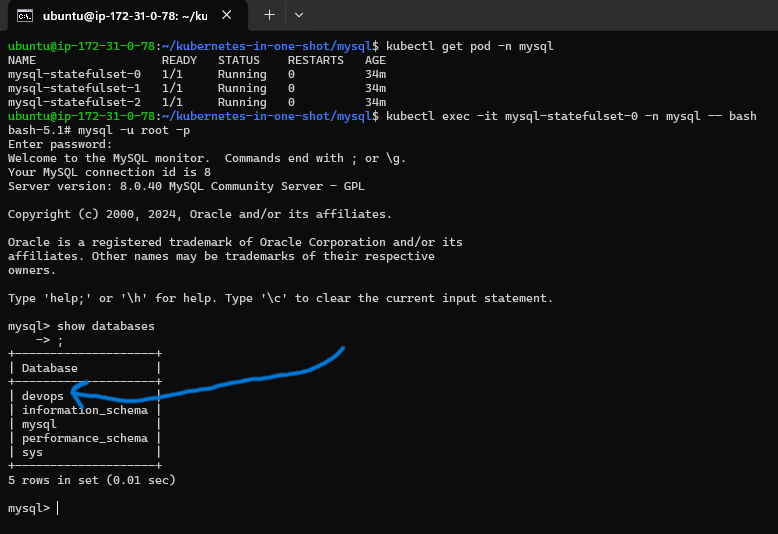 ubuntu@ip-172-31-0-78: ~/ku
ubuntu@ip-172-31-0-78:~/kubernetes-in-one-shot/mysql$ kubectl get pod -n mysql
NAME                  READY   STATUS    RESTARTS   AGE
mysql-statefulset-0   1/1     Running   0          34m
mysql-statefulset-1   1/1     Running   0          34m
mysql-statefulset-2   1/1     Running   0          34m
ubuntu@ip-172-31-0-78:~/kubernetes-in-one-shot/mysql$ kubectl exec -it mysql-statefulset-0 -n mysql -- bash
bash-5.1# mysql -u root -p
Enter password:
Welcome to the MySQL monitor.  Commands end with ; or \g.
Your MySQL connection id is 8
Server version: 8.0.40 MySQL Community Server - GPL
Copyright (c) 2000, 2024, Oracle and/or its affiliates.
Oracle is a registered trademark of Oracle Corporation and/or its
affiliates. Other names may be trademarks of their respective
owners.
Type 'help;' or '\h' for help. Type '\c' to clear the current input statement.
mysql> show databases
    -> ;
+--------------------+
| Database           |
+--------------------+
| devops             |
| information_schema |
| mysql              |
| performance_schema |
| sys                |
+--------------------+
5 rows in set (0.01 sec)
mysql>